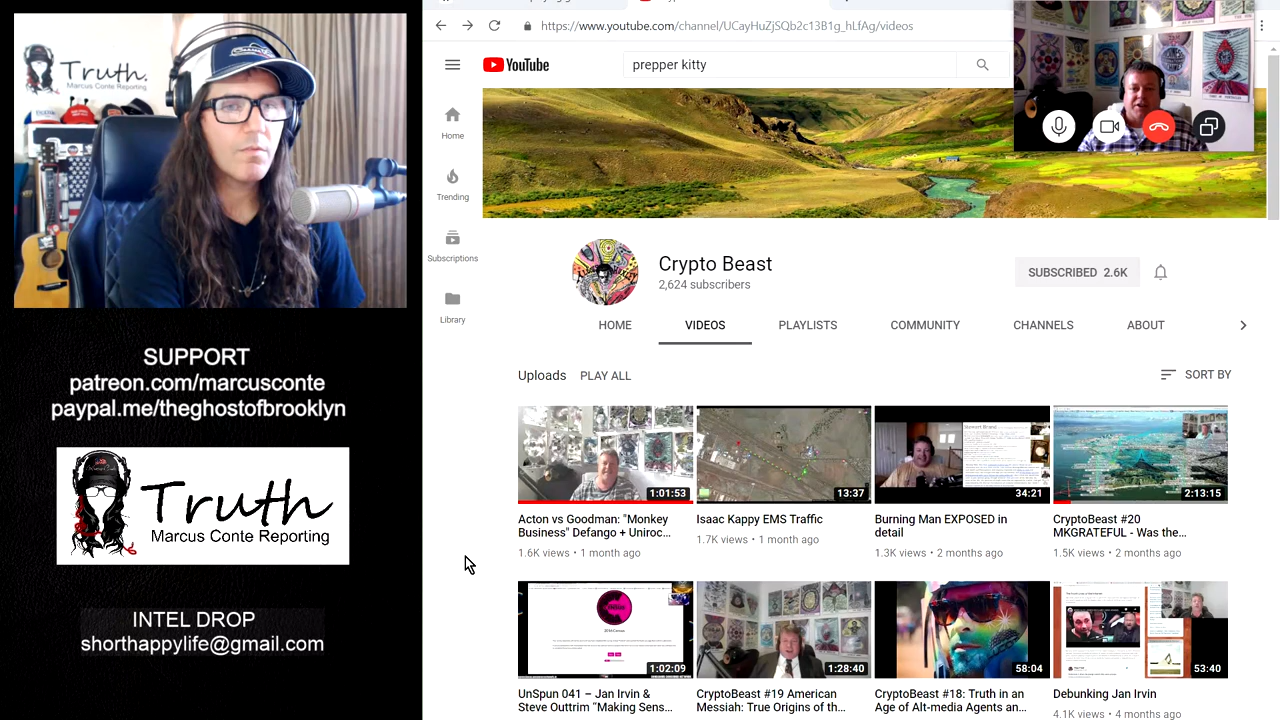 Truth.
Marcus Conte Reporting
SUPPORT
patreon.com/marcusconte
paypal.me/theghostofbrooklyn
Truth
Marcus Conte Reporting
INTEL DROP
shorthappylife@gmail.com
https://www.youtube.com/channel/UCayHuZjSQb2c13B1g_hLfAg/videos
YouTube
prepper kitty
Home
Trending
Subscriptions
Library
Crypto Beast
2,624 subscribers
SUBSCRIBED 2.6K
HOME VIDEOS PLAYLISTS COMMUNITY CHANNELS ABOUT
Uploads PLAY ALL
SORT BY
1:01:53
Acton vs Goodman: "Monkey
Business" Defango + Uniroc...
1.6K views • 1 month ago
13:37
Isaac Kappy EMS Traffic
1.7K views • 1 month ago
34:21
Burning Man EXPOSED in
detail
1.3K views • 2 months ago
2:13:15
CryptoBeast #20
MKGRATEFUL - Was the...
1.5K views • 2 months ago
1:02:09
UnSpun 041 – Jan Irvin &
Steve Outtrim "Making Sens...
1:28:40
CryptoBeast #19 American
Messiah: True Origins of th...
58:04
CryptoBeast #18: Truth in an
Age of Alt-media Agents an...
53:40
Debunking Jan Irvin
4.1K views • 4 months ago